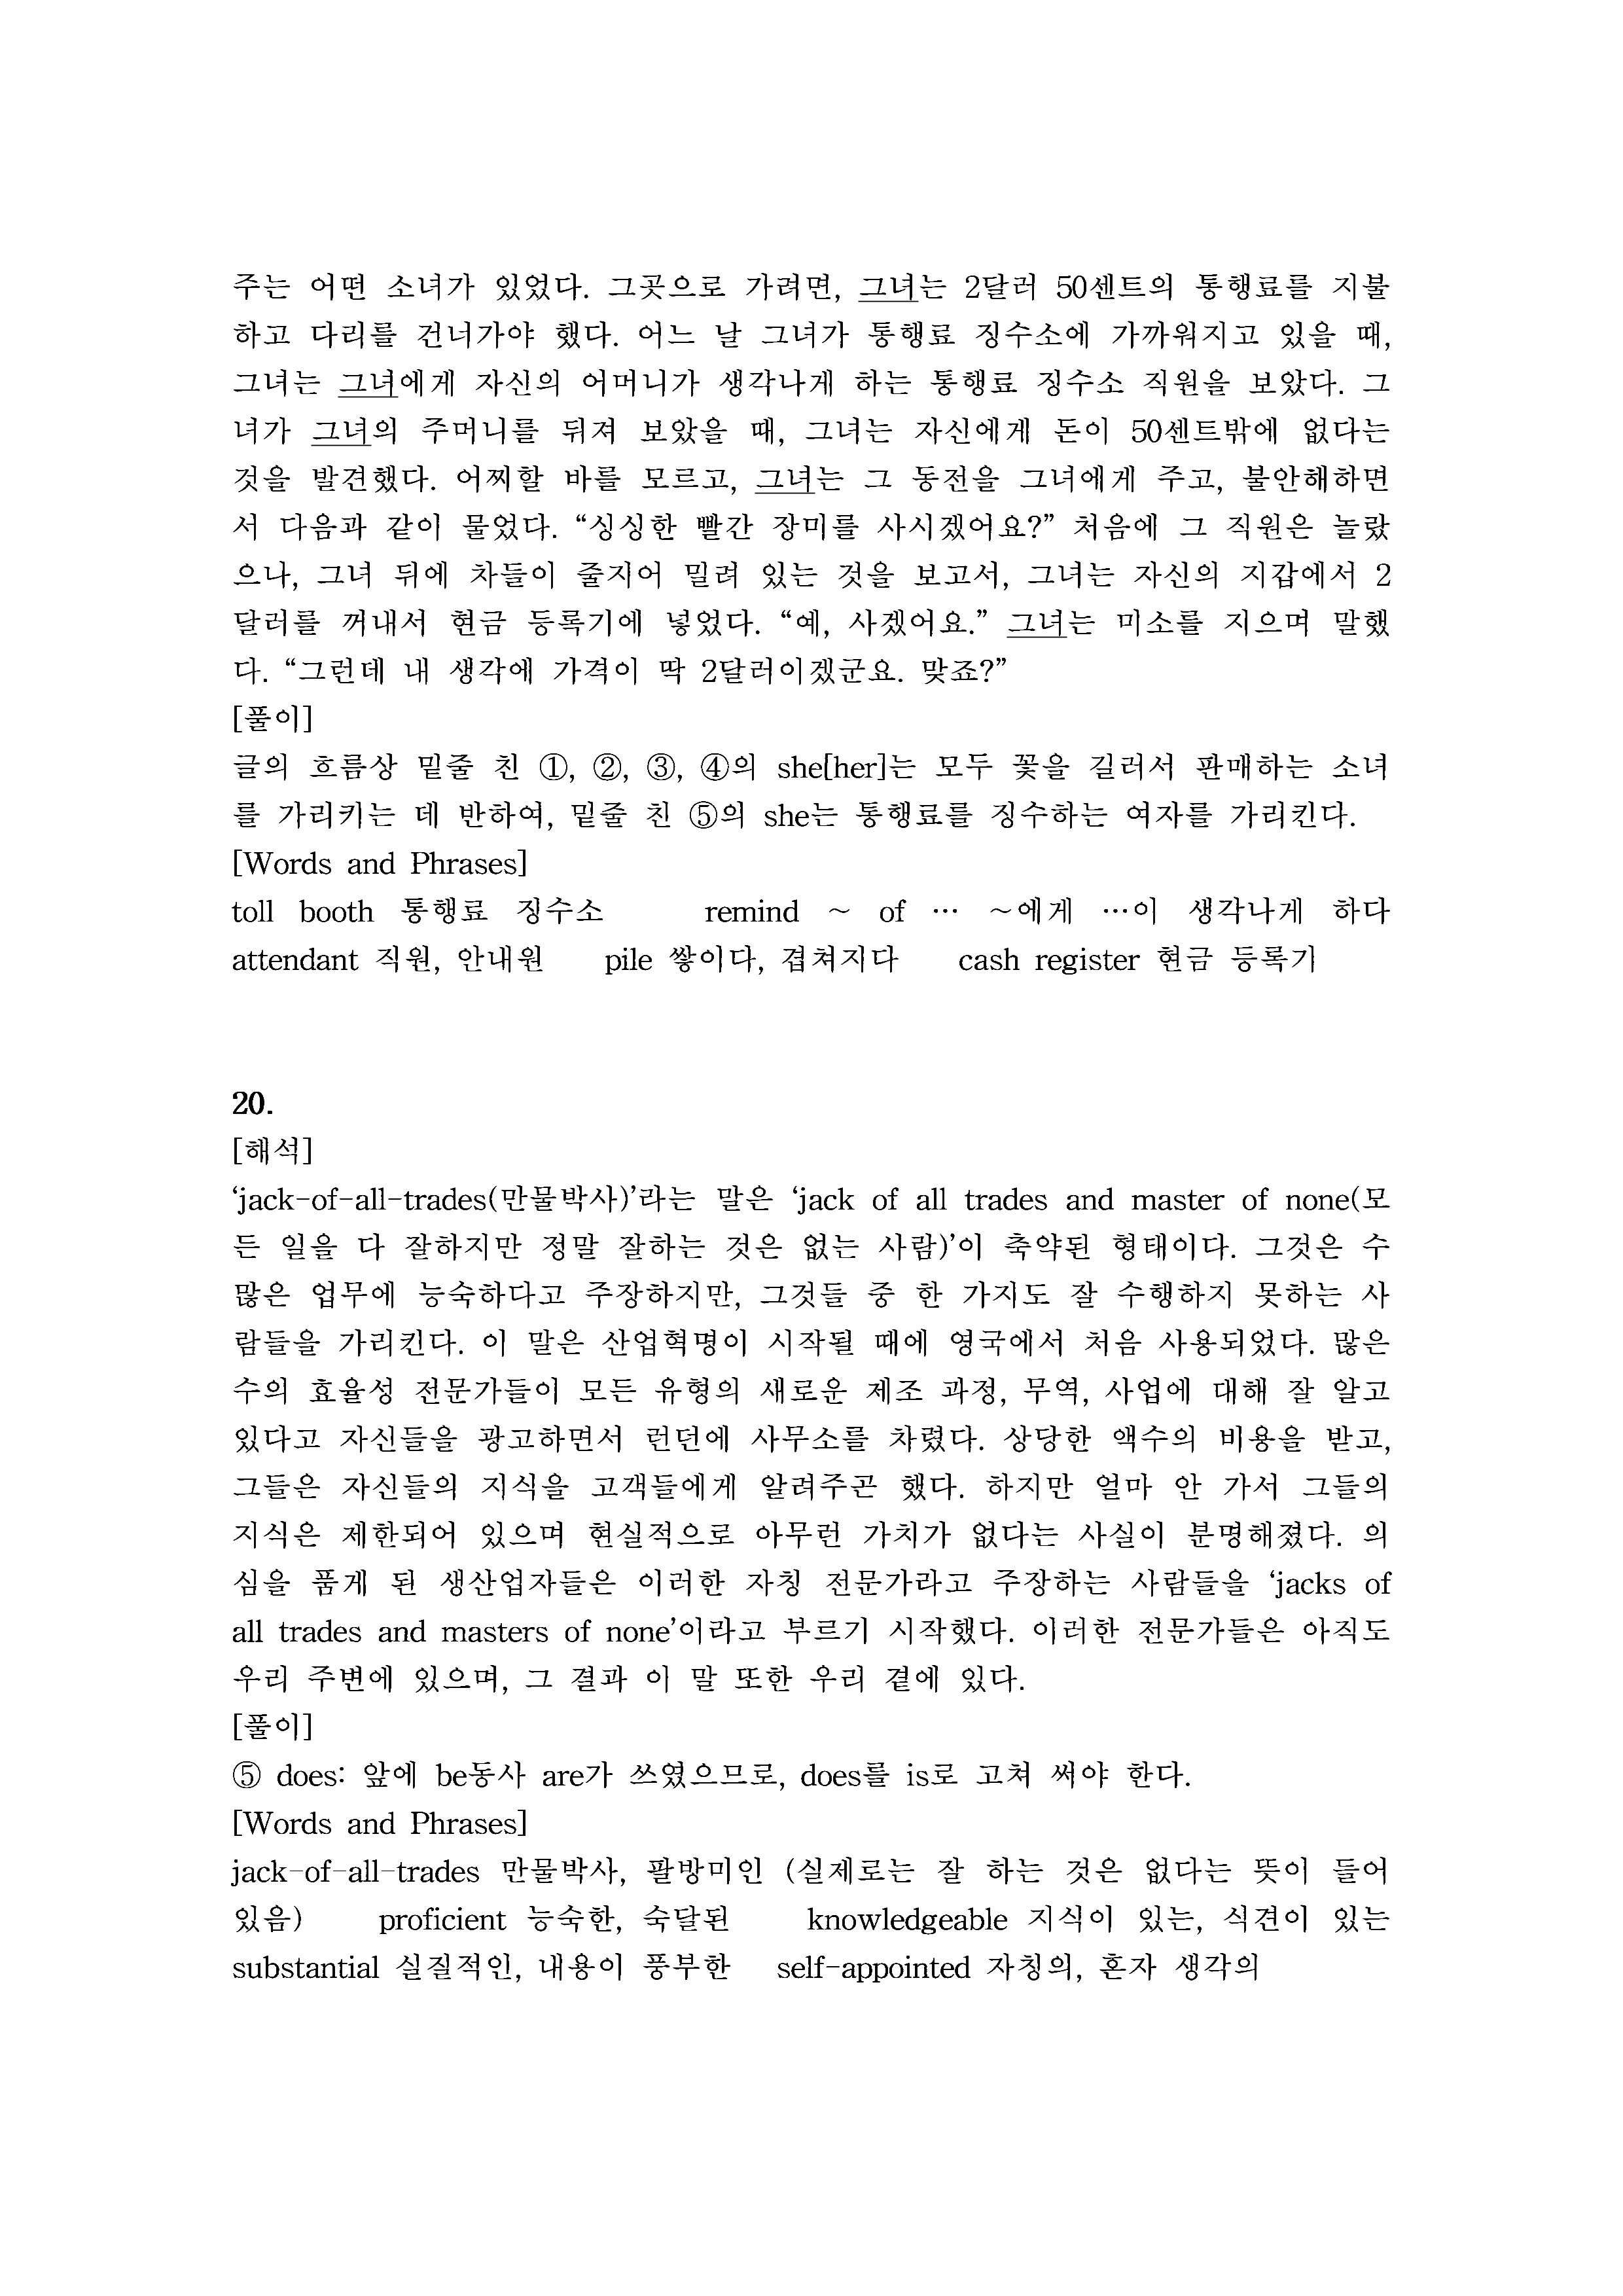 주는 어떤 소녀가 있었다. 그곳으로 가려면, 그녀는 2달러 50센트의 통행료를 지불
하고 다리를 건너가야 했다. 어느 날 그녀가 통행료 징수소에 가까워지고 있을 때,
그녀는 그녀에게 자신의 어머니가 생각나게 하는 통행료 징수소 직원을 보았다. 그
녀가 그녀의 주머니를 뒤져 보았을 때, 그녀는 자신에게 돈이 50센트밖에 없다는
것을 발견했다. 어찌할 바를 모르고, 그녀는 그 동전을 그녀에게 주고, 불안해하면
서 다음과 같이 물었다. “싱싱한 빨간 장미를 사시겠어요?” 처음에 그 직원은 놀랐
으나, 그녀 뒤에 차들이 줄지어 밀려 있는 것을 보고서, 그녀는 자신의 지갑에서 2
달러를 꺼내서 현금 등록기에 넣었다. “예, 사겠어요.” 그녀는 미소를 지으며 말했
다. “그런데 내 생각에 가격이 딱 2달러이겠군요. 맞죠?”
[풀이]
글의 흐름상 밑줄 친 ①, ②, ③, ④의 she[her]는 모두 꽃을 길러서 판매하는 소녀
를 가리키는 데 반하여, 밑줄 친 ⑤의 she는 통행료를 징수하는 여자를 가리킨다.
[Words and Phrases]
toll booth 통행료 징수소 remind ~ of … ~에게 …이 생각나게 하다
attendant 직원, 안내원 pile 쌓이다, 겹쳐지다 cash register 현금 등록기
20.
[해석]
‘jack-of-all-trades(만물박사)’라는 말은 ‘jack of all trades and master of none(모
든 일을 다 잘하지만 정말 잘하는 것은 없는 사람)’이 축약된 형태이다. 그것은 수
많은 업무에 능숙하다고 주장하지만, 그것들 중 한 가지도 잘 수행하지 못하는 사
람들을 가리킨다. 이 말은 산업혁명이 시작될 때에 영국에서 처음 사용되었다. 많은
수의 효율성 전문가들이 모든 유형의 새로운 제조 과정, 무역, 사업에 대해 잘 알고
있다고 자신들을 광고하면서 런던에 사무소를 차렸다. 상당한 액수의 비용을 받고,
그들은 자신들의 지식을 고객들에게 알려주곤 했다. 하지만 얼마 안 가서 그들의
지식은 제한되어 있으며 현실적으로 아무런 가치가 없다는 사실이 분명해졌다. 의
심을 품게 된 생산업자들은 이러한 자칭 전문가라고 주장하는 사람들을 ‘jacks of
all trades and masters of none’이라고 부르기 시작했다. 이러한 전문가들은 아직도
우리 주변에 있으며, 그 결과 이 말 또한 우리 곁에 있다.
[풀이]
⑤ does: 앞에 be동사 are가 쓰였으므로, does를 is로 고쳐 써야 한다.
[Words and Phrases]
jack-of-all-trades 만물박사, 팔방미인 (실제로는 잘 하는 것은 없다는 뜻이 들어
있음) proficient 능숙한, 숙달된 knowledgeable 지식이 있는, 식견이 있는
substantial 실질적인, 내용이 풍부한 self-appointed 자칭의, 혼자 생각의